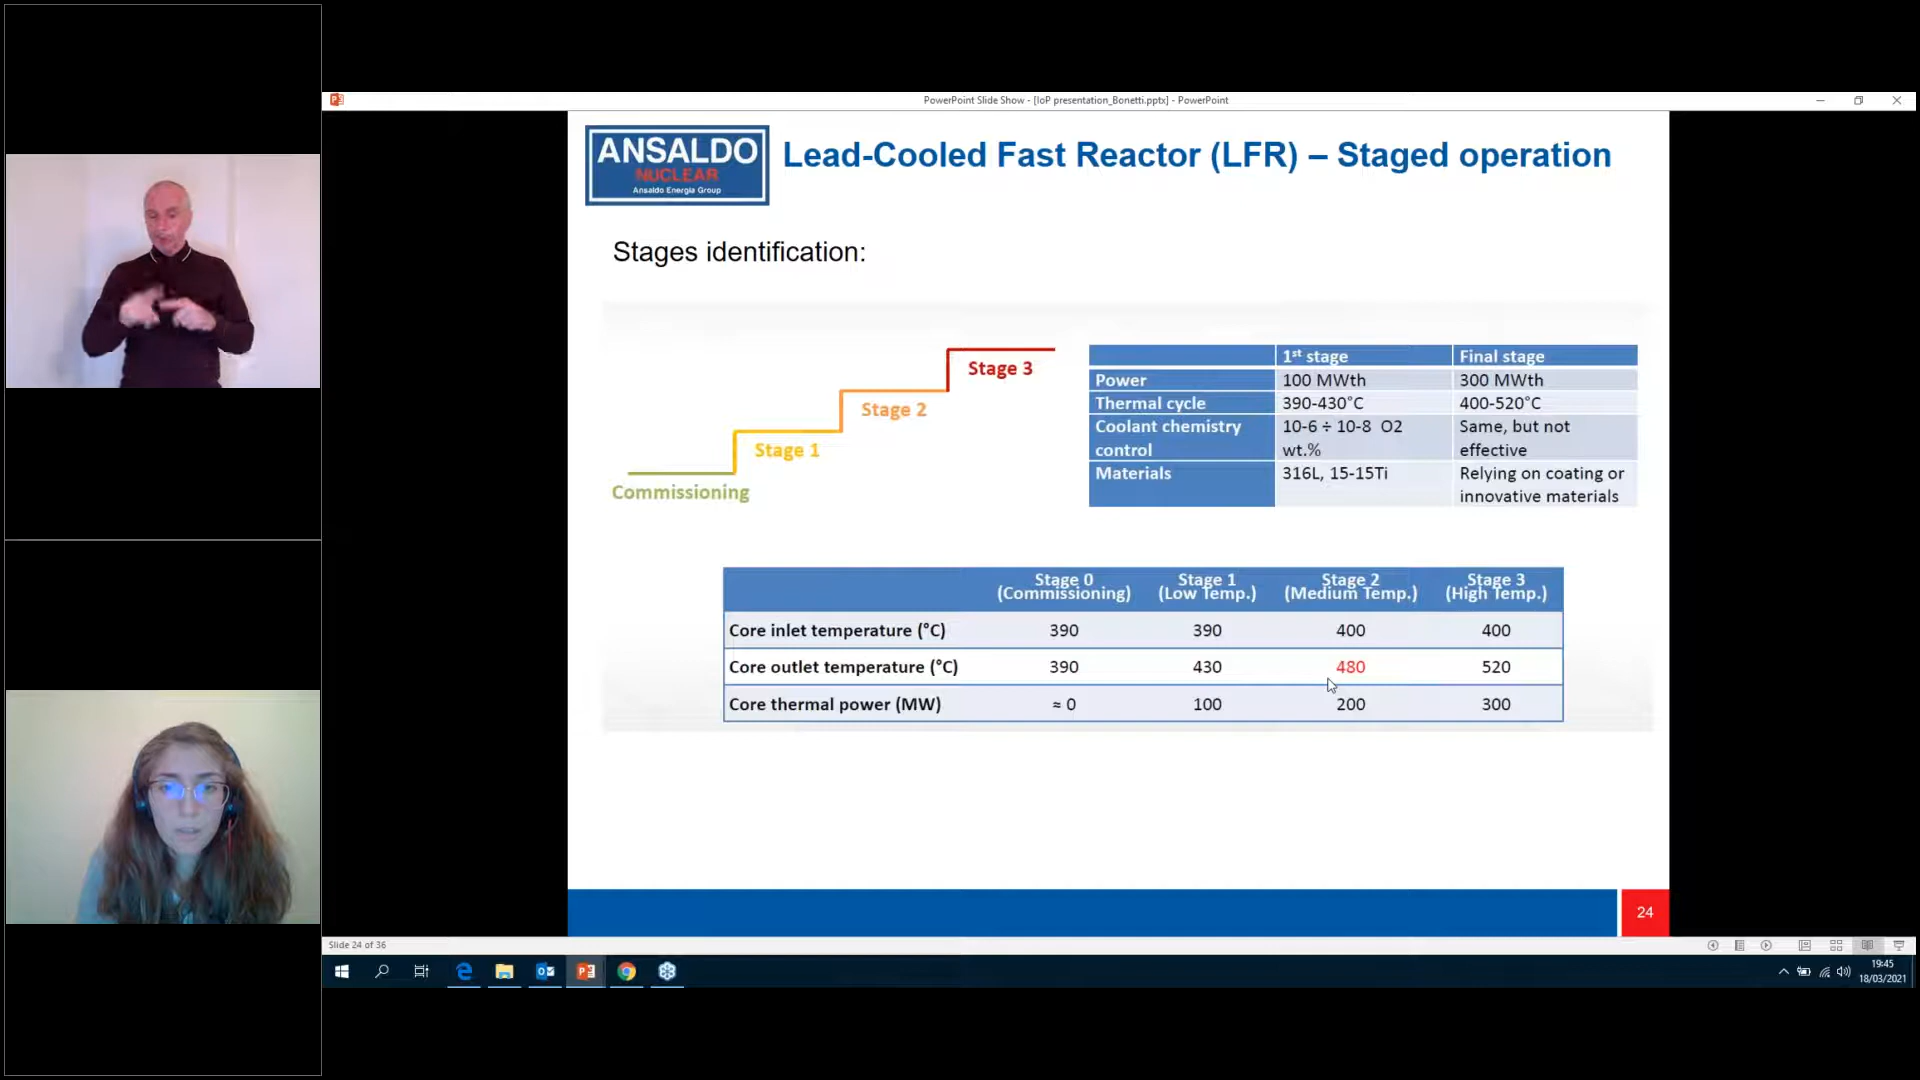 PowerPoint Slide Show - [IoP presentation_Bonetti.pptx] - PowerPoint
ANSALDO
NUCLEAR
Ansaldo Energia Group
Lead-Cooled Fast Reactor (LFR) – Staged operation
Stages identification:
Stage 3
Stage 2
Stage 1
Commissioning
1st stage Final stage
Power 100 MWth 300 MWth
Thermal cycle 390-430°C 400-520°C
Coolant chemistry 10-6 ÷ 10-8 O2 Same, but not
control wt.% effective
Materials 316L, 15-15Ti Relying on coating or
innovative materials
Stage 0 Stage 1 Stage 2 Stage 3
(Commissioning) (Low Temp.) (Medium Temp.) (High Temp.)
Core inlet temperature (°C) 390 390 400 400
Core outlet temperature (°C) 390 430 480 520
Core thermal power (MW) ≈ 0 100 200 300
24
Slide 24 of 36
19:45
18/03/2021